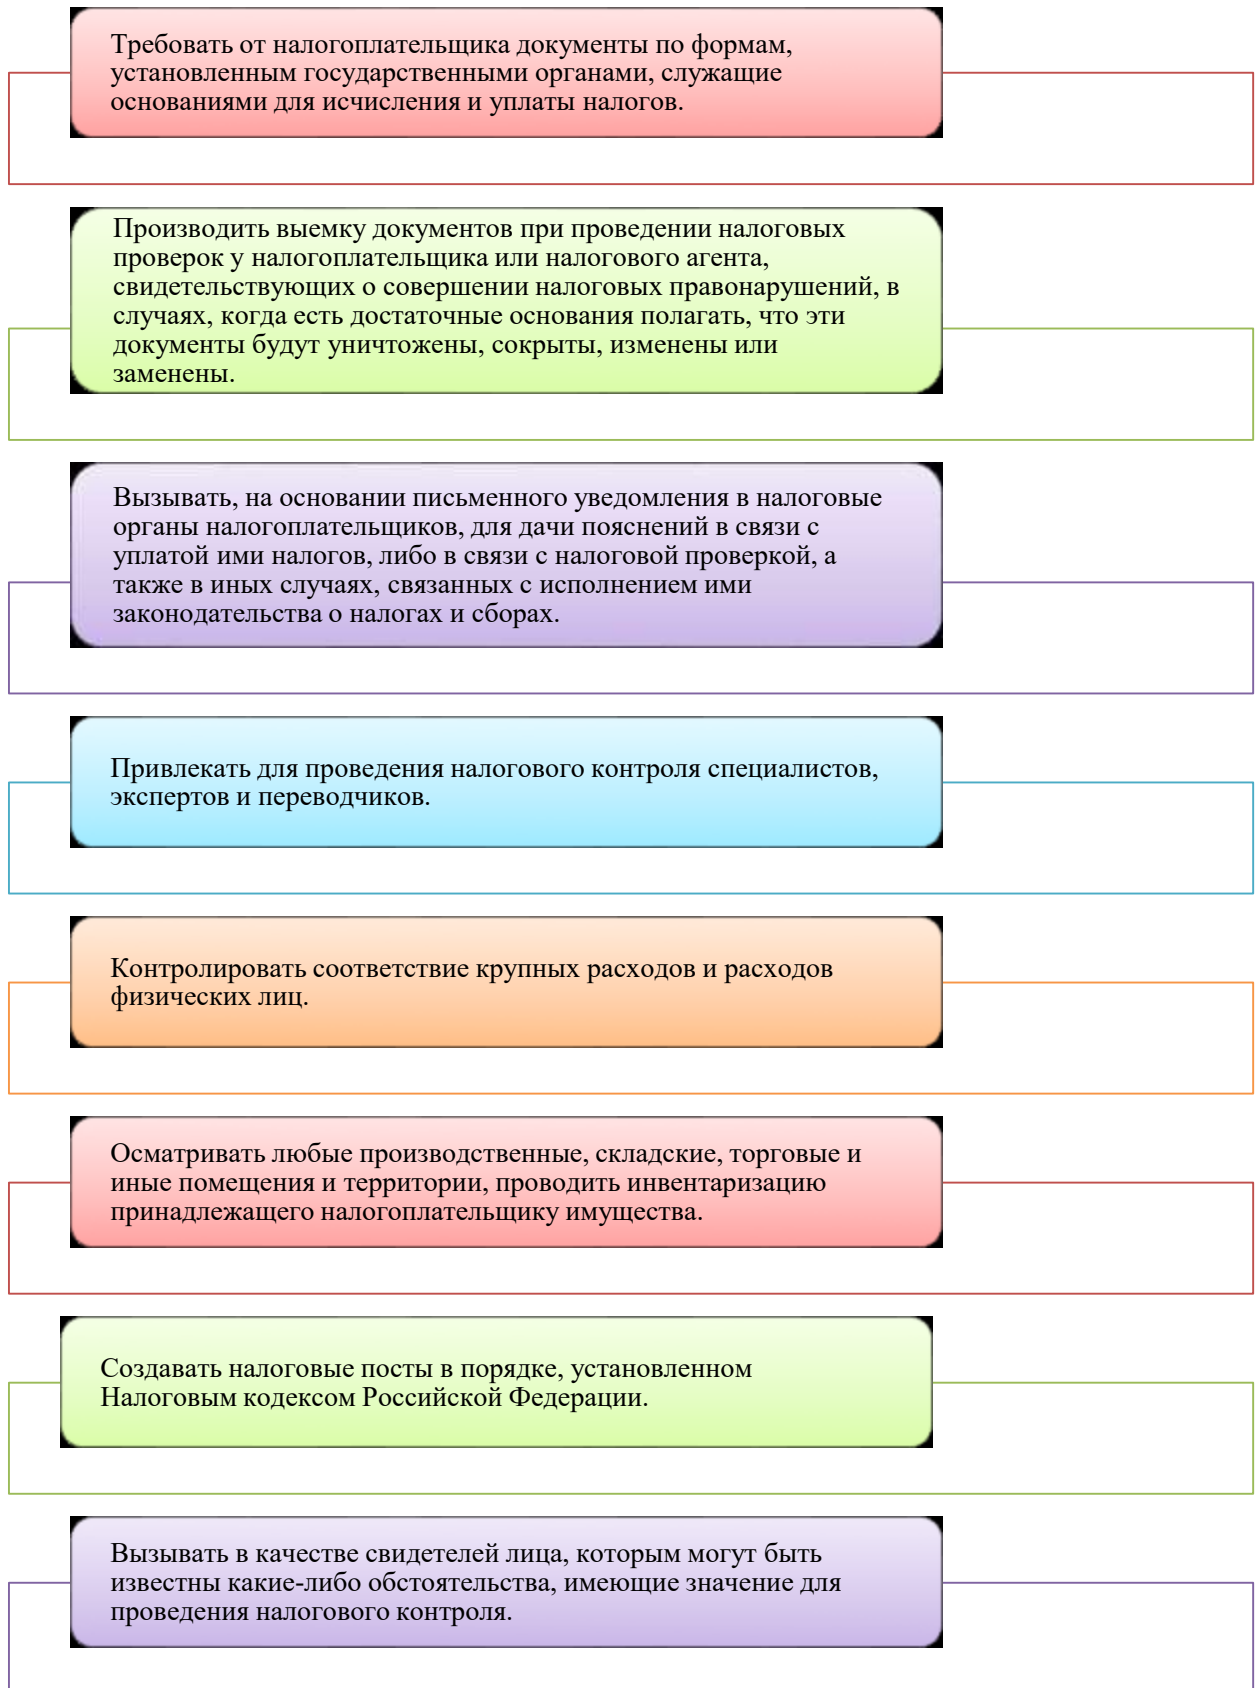 Требовать от налогоплательщика документы по формам,
установленным государственными органами, служащие
основаниями для исчисления и уплаты налогов.
Производить выемку документов при проведении налоговых
проверок у налогоплательщика или налогового агента,
свидетельствующих о совершении налоговых правонарушений, в
случаях, когда есть достаточные основания полагать, что эти
документы будут уничтожены, сокрыты, изменены или
заменены.
Вызывать, на основании письменного уведомления в налоговые
органы налогоплательщиков, для дачи пояснений в связи с
уплатой ими налогов, либо в связи с налоговой проверкой, а
также в иных случаях, связанных с исполнением ими
законодательства о налогах и сборах.
Привлекать для проведения налогового контроля специалистов,
экспертов и переводчиков.
Контролировать соответствие крупных расходов и расходов
физических лиц.
Осматривать любые производственные, складские, торговые и
иные помещения и территории, проводить инвентаризацию
принадлежащего налогоплательщику имущества.
Создавать налоговые посты в порядке, установленном
Налоговым кодексом Российской Федерации.
Вызывать в качестве свидетелей лица, которым могут быть
известны какие-либо обстоятельства, имеющие значение для
проведения налогового контроля.